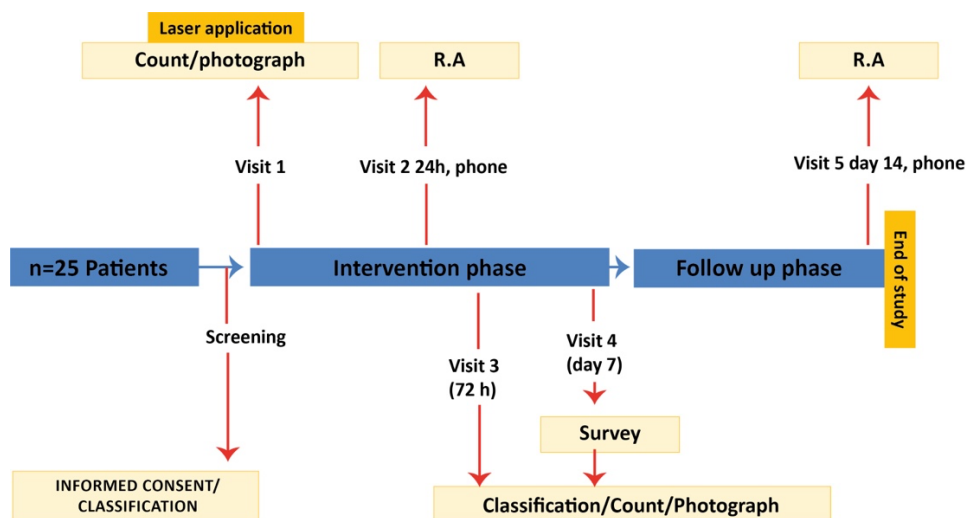 Laser application
Count/photograph
R.A
R.A
Visit 1
Visit 2 24h, phone
Visit 5 day 14, phone
n=25 Patients
Intervention phase
Follow up phase
End of study
Screening
Visit 3
(72 h)
Visit 4
(day 7)
Survey
INFORMED CONSENT/
CLASSIFICATION
Classification/Count/Photograph